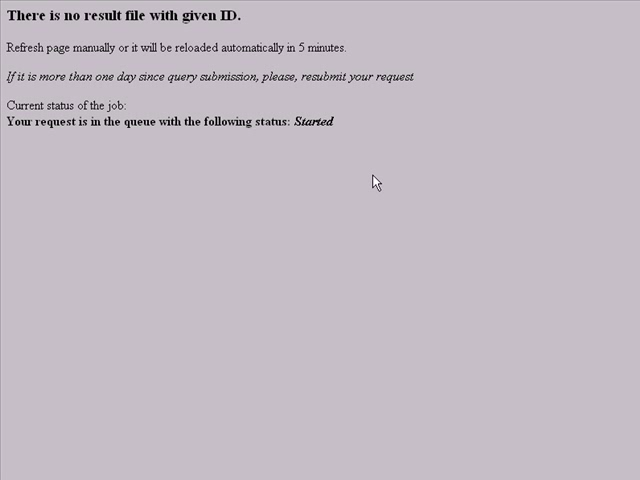 There is no result file with given ID.
Refresh page manually or it will be reloaded automatically in 5 minutes.
If it is more than one day since query submission, please, resubmit your request
Current status of the job:
Your request is in the queue with the following status: Started